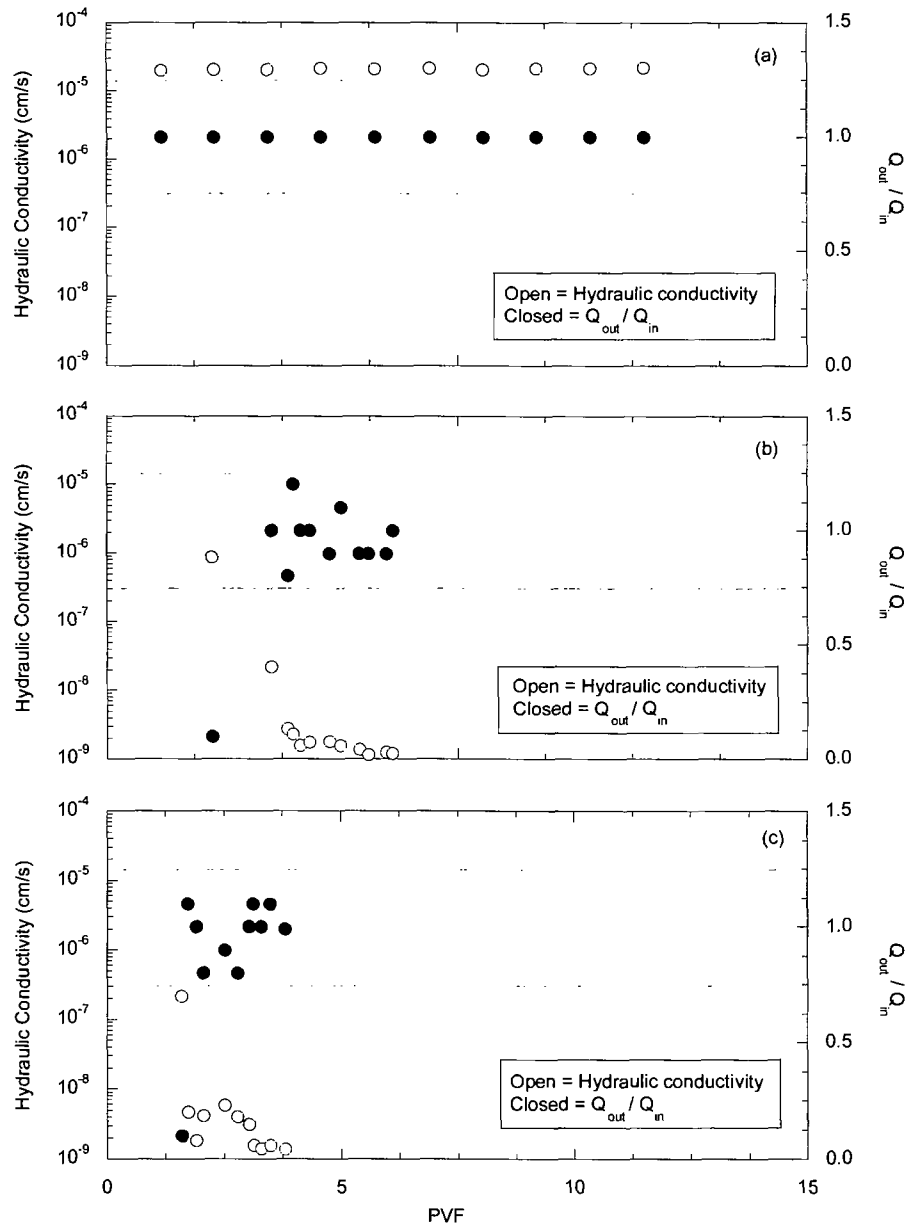 (a)
Hydraulic Conductivity (cm/s)
10^-4
10^-5
10^-6
10^-7
10^-8
10^-9
1.5
1.0
0.5
0.0
Q_out / Q_in
Open = Hydraulic conductivity
Closed = Q_out / Q_in
(b)
Hydraulic Conductivity (cm/s)
10^-4
10^-5
10^-6
10^-7
10^-8
10^-9
1.5
1.0
0.5
0.0
Q_out / Q_in
Open = Hydraulic conductivity
Closed = Q_out / Q_in
(c)
Hydraulic Conductivity (cm/s)
10^-4
10^-5
10^-6
10^-7
10^-8
10^-9
1.5
1.0
0.5
0.0
Q_out / Q_in
Open = Hydraulic conductivity
Closed = Q_out / Q_in
0 5 10 15
PVF